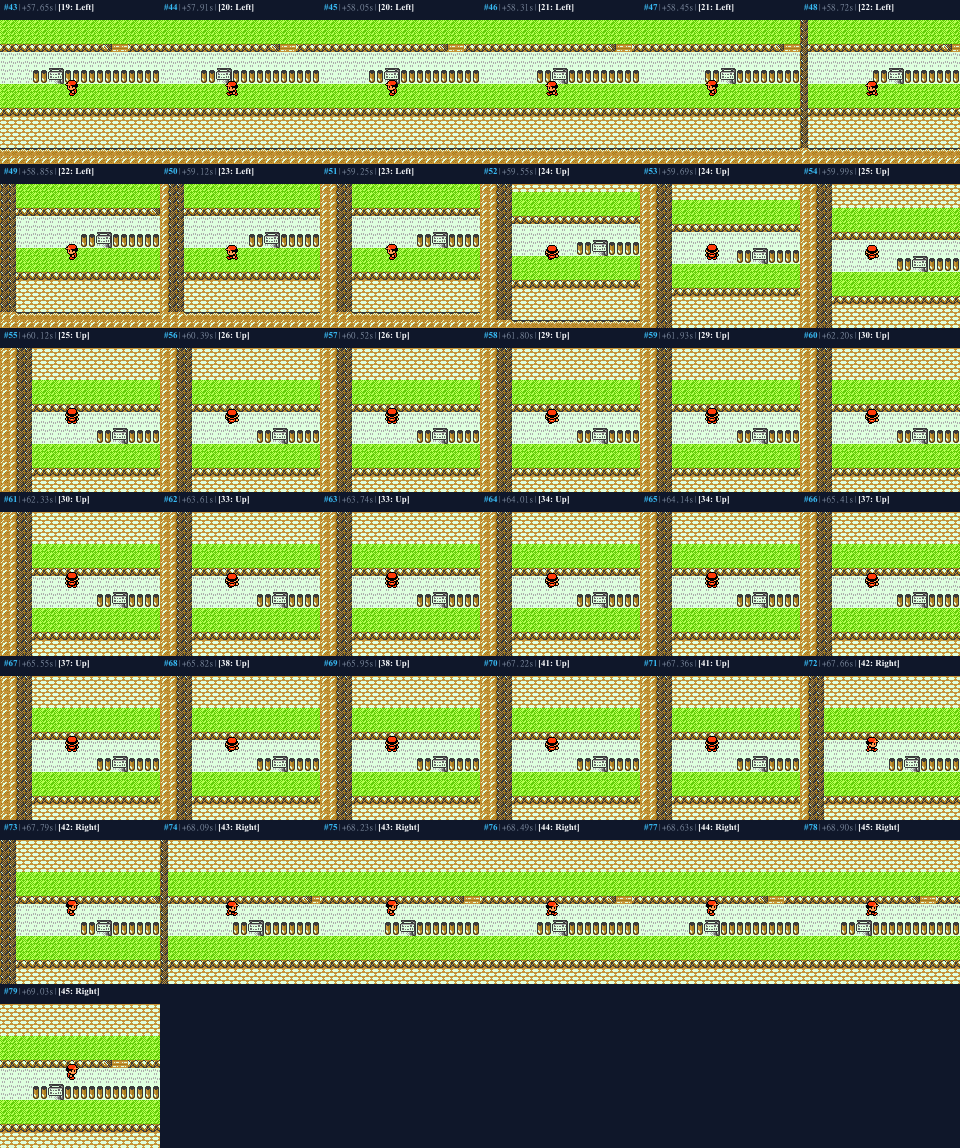 #43|+57.65s|[19: Left]
#44|+57.91s|[20: Left]
#45|+58.05s|[20: Left]
#46|+58.31s|[21: Left]
#47|+58.45s|[21: Left]
#48|+58.72s|[22: Left]
#49|+58.85s|[22: Left]
#50|+59.12s|[23: Left]
#51|+59.25s|[23: Left]
#52|+59.55s|[24: Up]
#53|+59.69s|[24: Up]
#54|+59.99s|[25: Up]
#55|+60.12s|[25: Up]
#56|+60.39s|[26: Up]
#57|+60.52s|[26: Up]
#58|+61.80s|[29: Up]
#59|+61.93s|[29: Up]
#60|+62.20s|[30: Up]
#61|+62.33s|[30: Up]
#62|+63.61s|[33: Up]
#63|+63.74s|[33: Up]
#64|+64.01s|[34: Up]
#65|+64.14s|[34: Up]
#66|+65.41s|[37: Up]
#67|+65.55s|[37: Up]
#68|+65.82s|[38: Up]
#69|+65.95s|[38: Up]
#70|+67.22s|[41: Up]
#71|+67.36s|[41: Up]
#72|+67.66s|[42: Right]
#73|+67.79s|[42: Right]
#74|+68.09s|[43: Right]
#75|+68.23s|[43: Right]
#76|+68.49s|[44: Right]
#77|+68.63s|[44: Right]
#78|+68.90s|[45: Right]
#79|+69.03s|[45: Right]